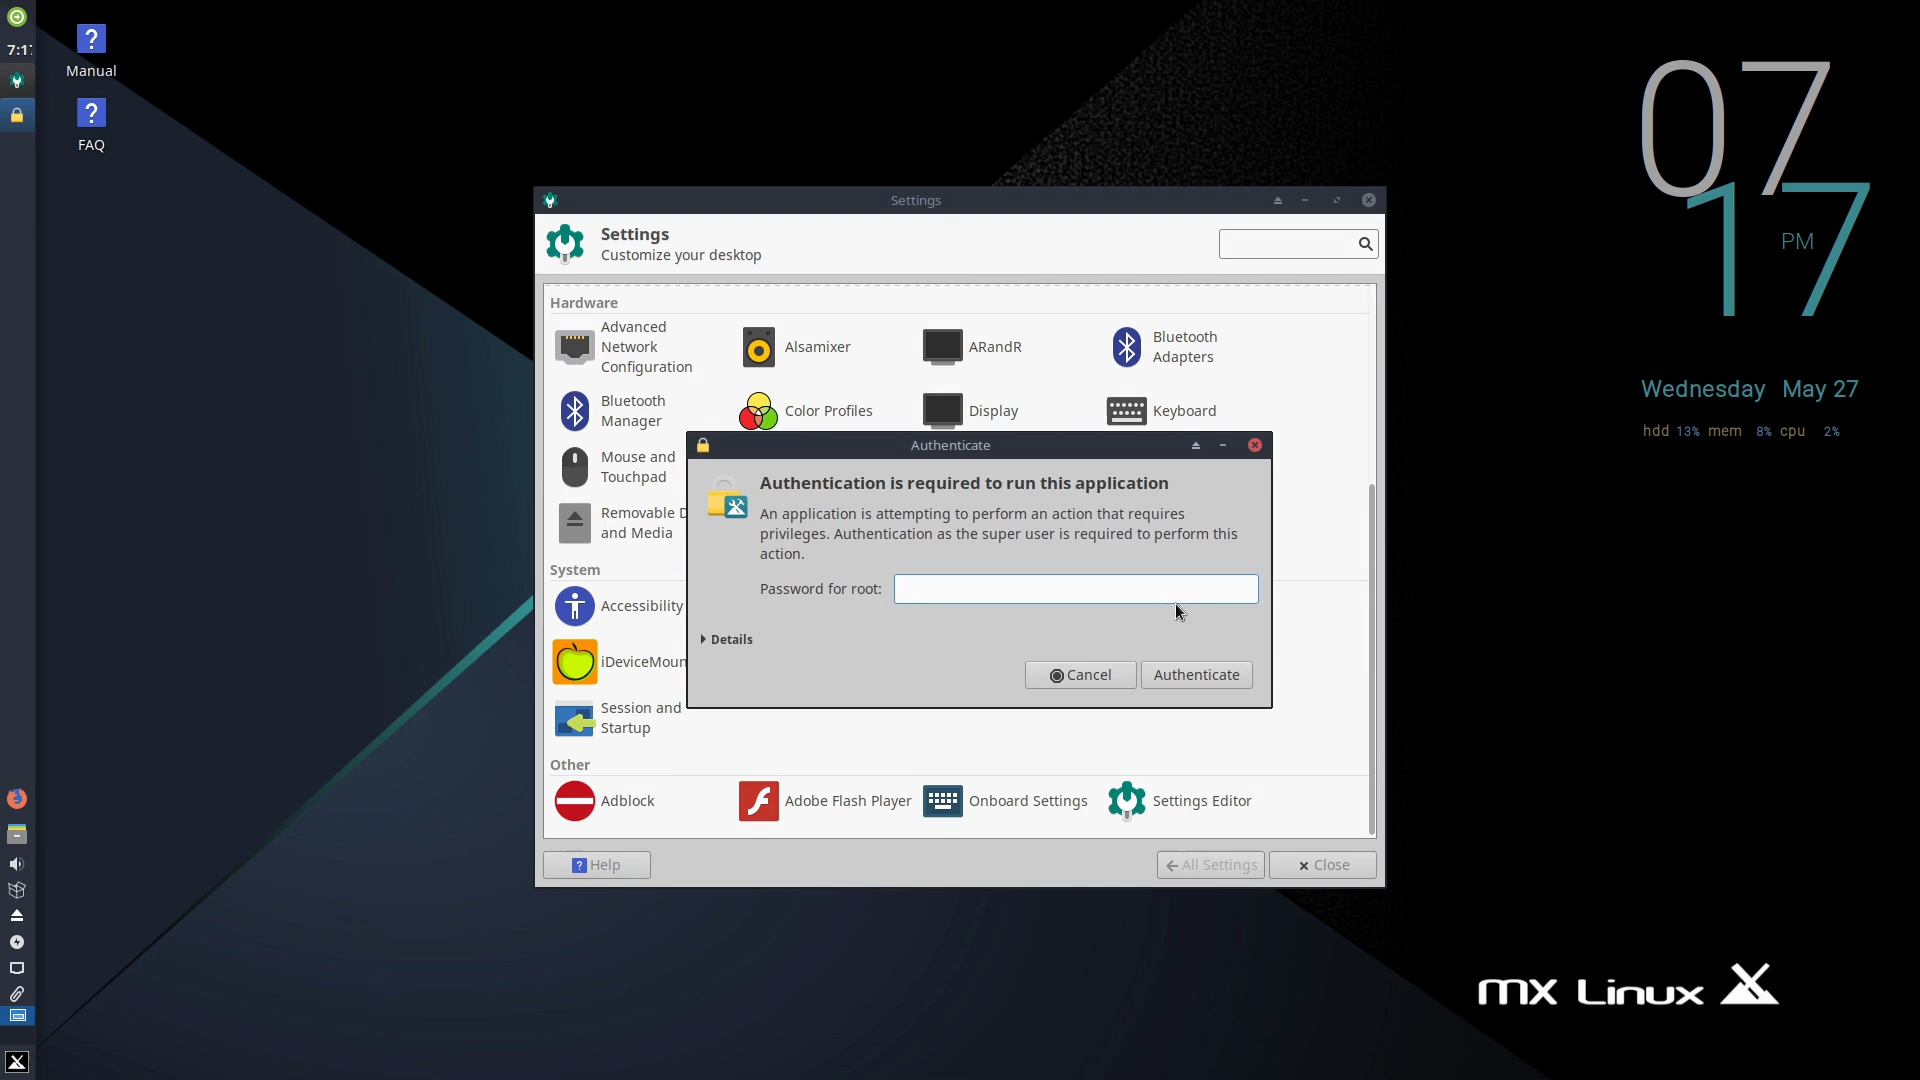 7:17
Manual
FAQ
07
17
PM
Wednesday May 27
hdd 13% mem 8% cpu 2%
Settings
Settings
Customize your desktop
Hardware
Advanced
Network
Configuration
Alsamixer
ARandR
Bluetooth
Adapters
Bluetooth
Manager
Color Profiles
Display
Keyboard
Mouse and
Touchpad
Removable D
and Media
Authenticate
Authentication is required to run this application
An application is attempting to perform an action that requires
privileges. Authentication as the super user is required to perform this
action.
Password for root:
Details
Cancel
Authenticate
System
Accessibility
iDeviceMoun
Session and
Startup
Other
Adblock
Adobe Flash Player
Onboard Settings
Settings Editor
Help
All Settings
Close
mx Linux